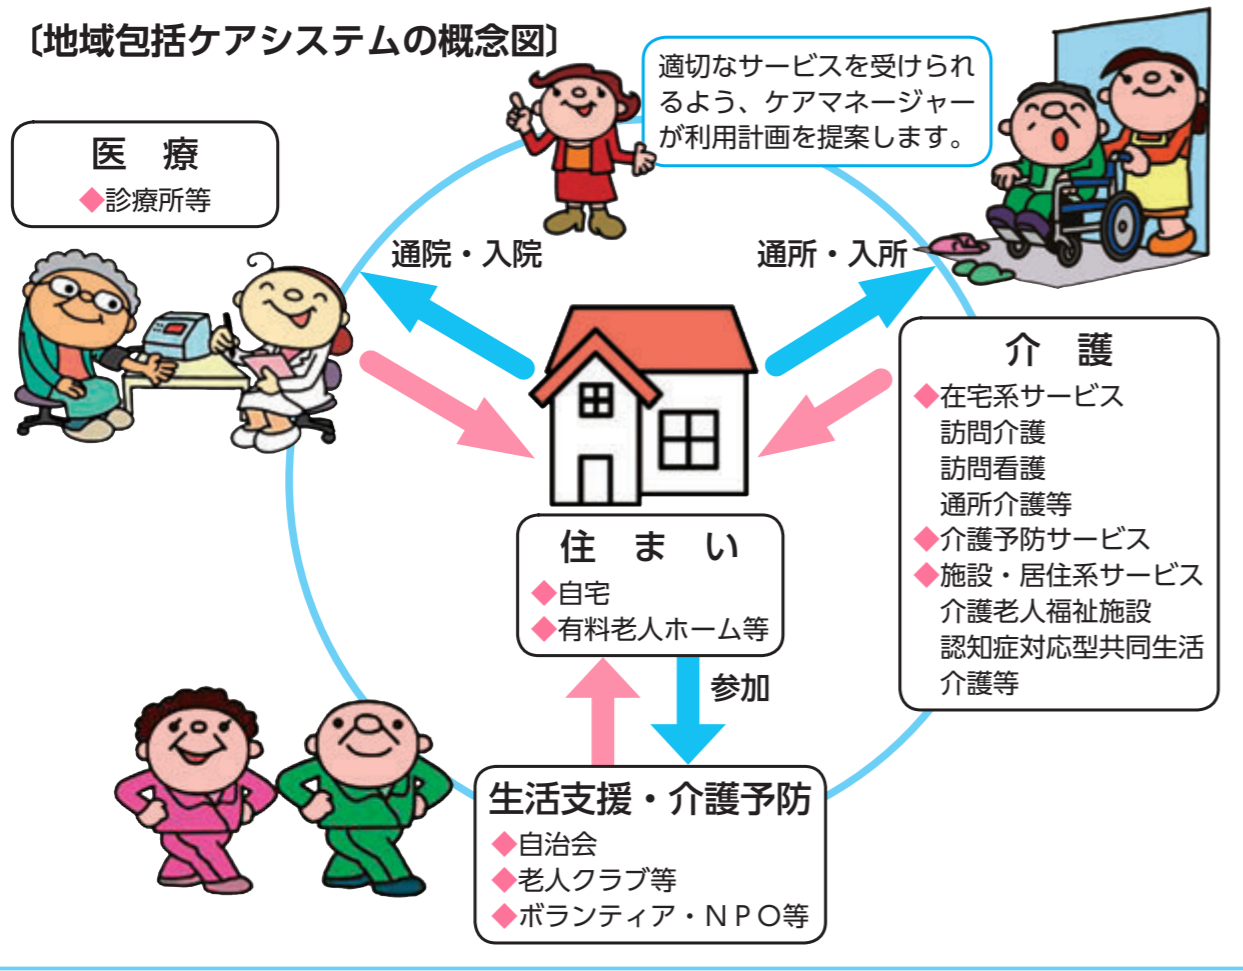 〔地域包括ケアシステムの概念図〕
適切なサービスを受けられ
るよう、ケアマネージャー
が利用計画を提案します。
医 療
◆診療所等
通院・入院
通所・入所
介 護
◆在宅系サービス
訪問介護
訪問看護
通所介護等
◆介護予防サービス
◆施設・居住系サービス
介護老人福祉施設
認知症対応型共同生活
介護等
住 ま い
◆自宅
◆有料老人ホーム等
参加
生活支援・介護予防
◆自治会
◆老人クラブ等
◆ボランティア・ＮＰＯ等